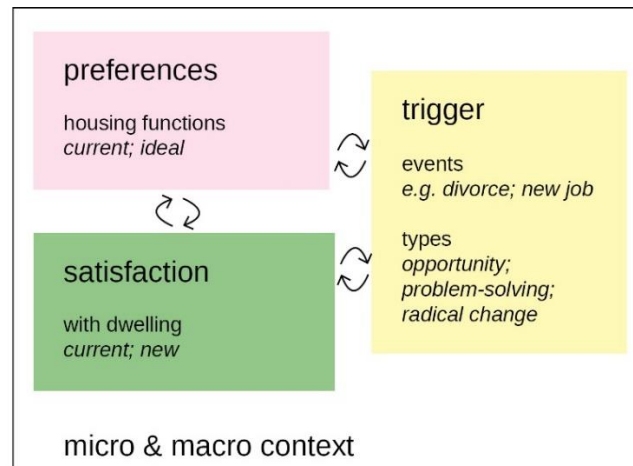 preferences
housing functions
current; ideal
trigger
events
e.g. divorce; new job
types
opportunity;
problem-solving;
radical change
satisfaction
with dwelling
current; new
micro & macro context